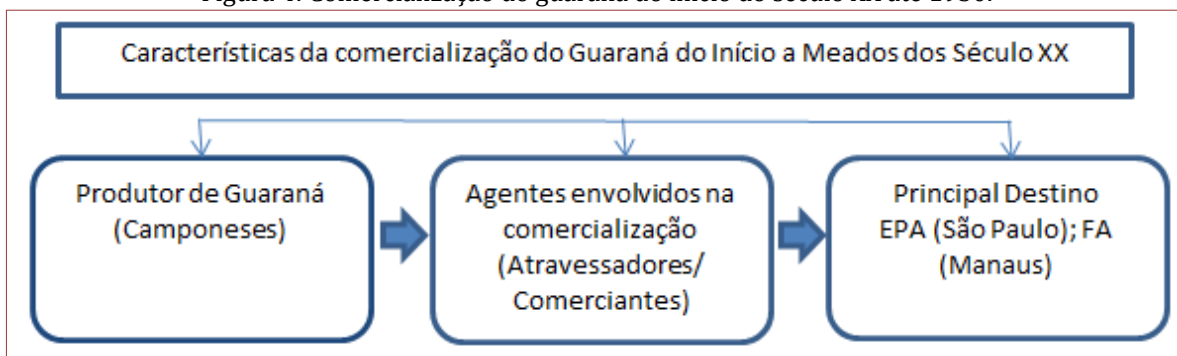 Características da comercialização do Guaraná do Início a Meados dos Século XX
Produtor de Guaraná
(Camponeses)
Agentes envolvidos na
comercialização
(Atravessadores/
Comerciantes)
Principal Destino
EPA (São Paulo); FA
(Manaus)